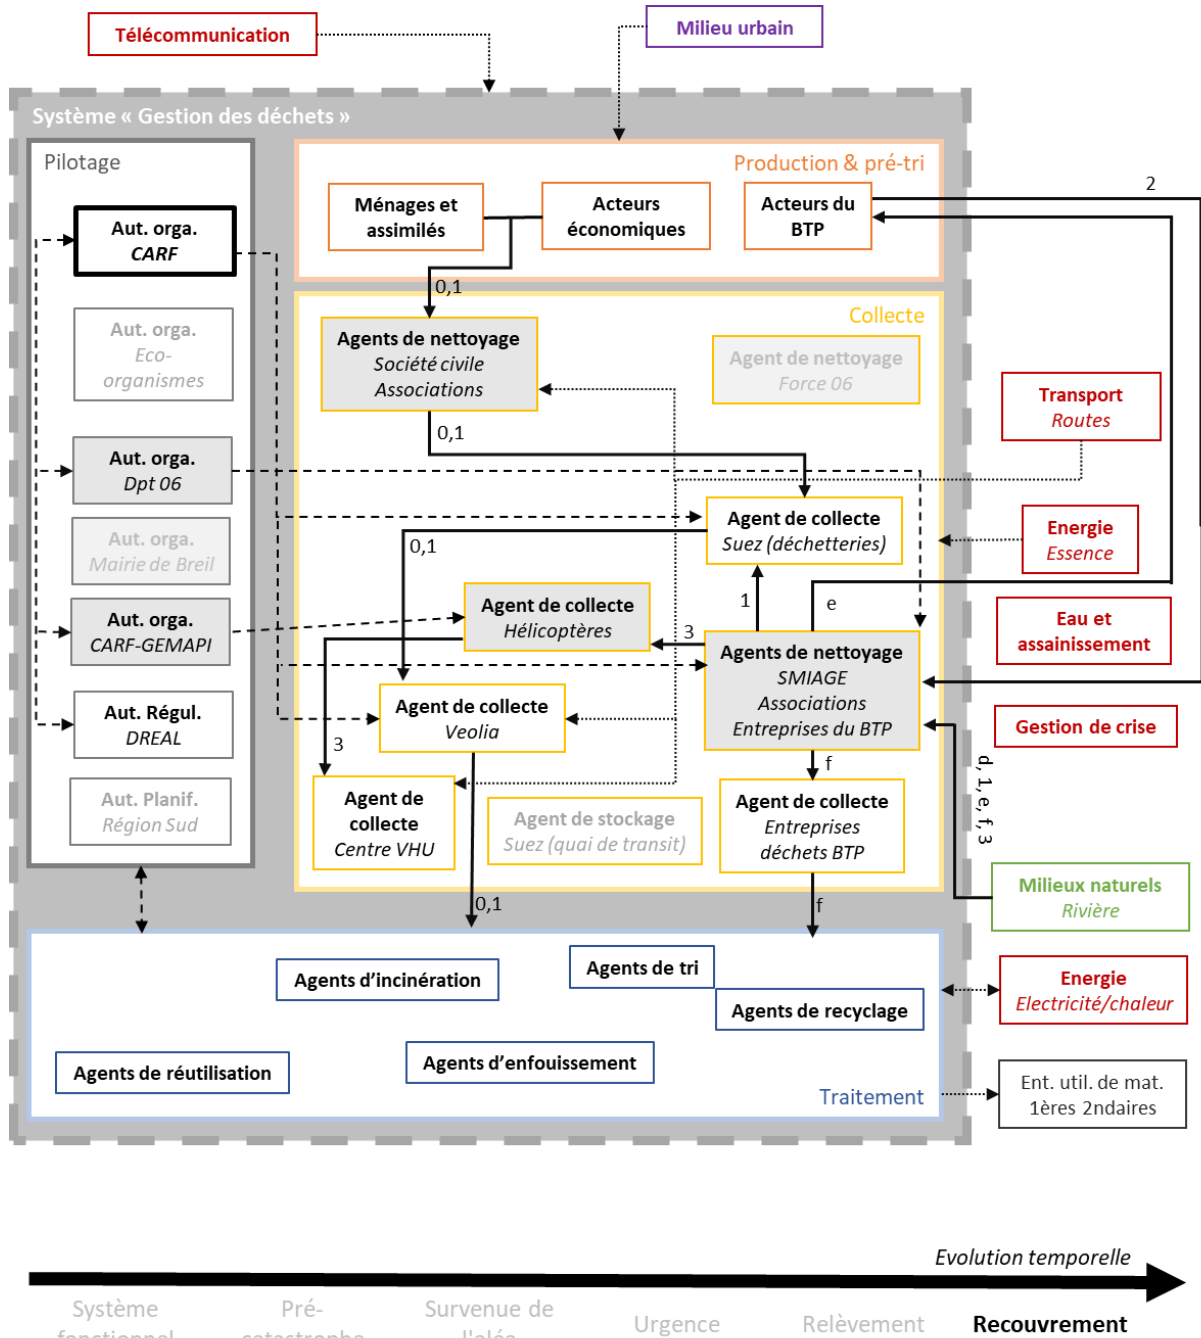 Télécommunication
Milieu urbain
Système « Gestion des déchets »
Pilotage
Production & pré-tri
Ménages et
assimilés
Acteurs
économiques
Acteurs du
BTP
2
Aut. orga.
CARF
0,1
Collecte
Aut. orga.
Eco-
organismes
Agents de nettoyage
Société civile
Associations
Agent de nettoyage
Force 06
Transport
Routes
0,1
Aut. orga.
Dpt 06
Agent de collecte
Suez (déchetteries)
Energie
Essence
Aut. orga.
Mairie de Breil
0,1
1
e
Agent de collecte
Hélicoptères
3
Aut. orga.
CARF-GEMAPI
Eau et
assainissement
Agents de nettoyage
SMIAGE
Associations
Entreprises du BTP
Aut. Régul.
DREAL
Agent de collecte
Veolia
Gestion de crise
3
f
d, 1, e, f, 3
Aut. Planif.
Région Sud
Agent de
collecte
Centre VHU
Agent de stockage
Suez (quai de transit)
Agent de collecte
Entreprises
déchets BTP
Milieux naturels
Rivière
0,1
f
Agents d’incinération
Agents de tri
Agents de recyclage
Energie
Electricité/chaleur
Agents de réutilisation
Agents d’enfouissement
Traitement
Ent. util. de mat.
1ères 2ndaires
Evolution temporelle
Système
fonctionnel
Pré-
catastrophe
Survenue de
l'aléa
Urgence
Relèvement
Recouvrement